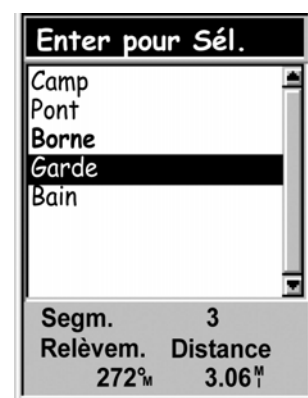 Enter pour Sél.
Camp
Pont
Borne
Garde
Bain
Segm. 3
Relèvem. Distance
272°M 3.06 MI